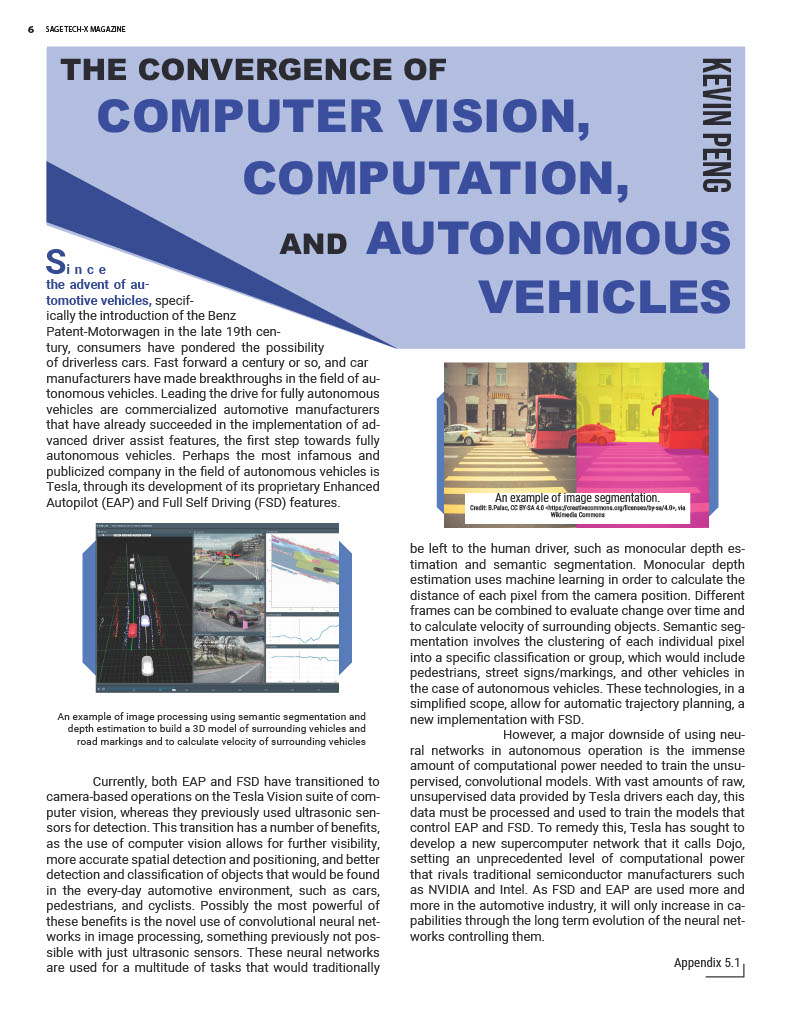 6 SAGE TECH-X MAGAZINE
THE CONVERGENCE OF
COMPUTER VISION,
COMPUTATION,
AND AUTONOMOUS
VEHICLES
KEVIN PENG
Since
the advent of au-
tomotive vehicles, specif-
ically the introduction of the Benz
Patent-Motorwagen in the late 19th cen-
tury, consumers have pondered the possibility
of driverless cars. Fast forward a century or so, and car
manufacturers have made breakthroughs in the field of au-
tonomous vehicles. Leading the drive for fully autonomous
vehicles are commercialized automotive manufacturers
that have already succeeded in the implementation of ad-
vanced driver assist features, the first step towards fully
autonomous vehicles. Perhaps the most infamous and
publicized company in the field of autonomous vehicles is
Tesla, through its development of its proprietary Enhanced
Autopilot (EAP) and Full Self Driving (FSD) features.
An example of image processing using semantic segmentation and
depth estimation to build a 3D model of surrounding vehicles and
road markings and to calculate velocity of surrounding vehicles
Currently, both EAP and FSD have transitioned to
camera-based operations on the Tesla Vision suite of com-
puter vision, whereas they previously used ultrasonic sen-
sors for detection. This transition has a number of benefits,
as the use of computer vision allows for further visibility,
more accurate spatial detection and positioning, and better
detection and classification of objects that would be found
in the every-day automotive environment, such as cars,
pedestrians, and cyclists. Possibly the most powerful of
these benefits is the novel use of convolutional neural net-
works in image processing, something previously not pos-
sible with just ultrasonic sensors. These neural networks
are used for a multitude of tasks that would traditionally
An example of image segmentation.
Credit: B.Palac, CC BY-SA 4.0 <https://creativecommons.org/licenses/by-sa/4.0>, via
Wikimedia Commons
be left to the human driver, such as monocular depth es-
timation and semantic segmentation. Monocular depth
estimation uses machine learning in order to calculate the
distance of each pixel from the camera position. Different
frames can be combined to evaluate change over time and
to calculate velocity of surrounding objects. Semantic seg-
mentation involves the clustering of each individual pixel
into a specific classification or group, which would include
pedestrians, street signs/markings, and other vehicles in
the case of autonomous vehicles. These technologies, in a
simplified scope, allow for automatic trajectory planning, a
new implementation with FSD.
However, a major downside of using neu-
ral networks in autonomous operation is the immense
amount of computational power needed to train the unsu-
pervised, convolutional models. With vast amounts of raw,
unsupervised data provided by Tesla drivers each day, this
data must be processed and used to train the models that
control EAP and FSD. To remedy this, Tesla has sought to
develop a new supercomputer network that it calls Dojo,
setting an unprecedented level of computational power
that rivals traditional semiconductor manufacturers such
as NVIDIA and Intel. As FSD and EAP are used more and
more in the automotive industry, it will only increase in ca-
pabilities through the long term evolution of the neural net-
works controlling them.
Appendix 5.1